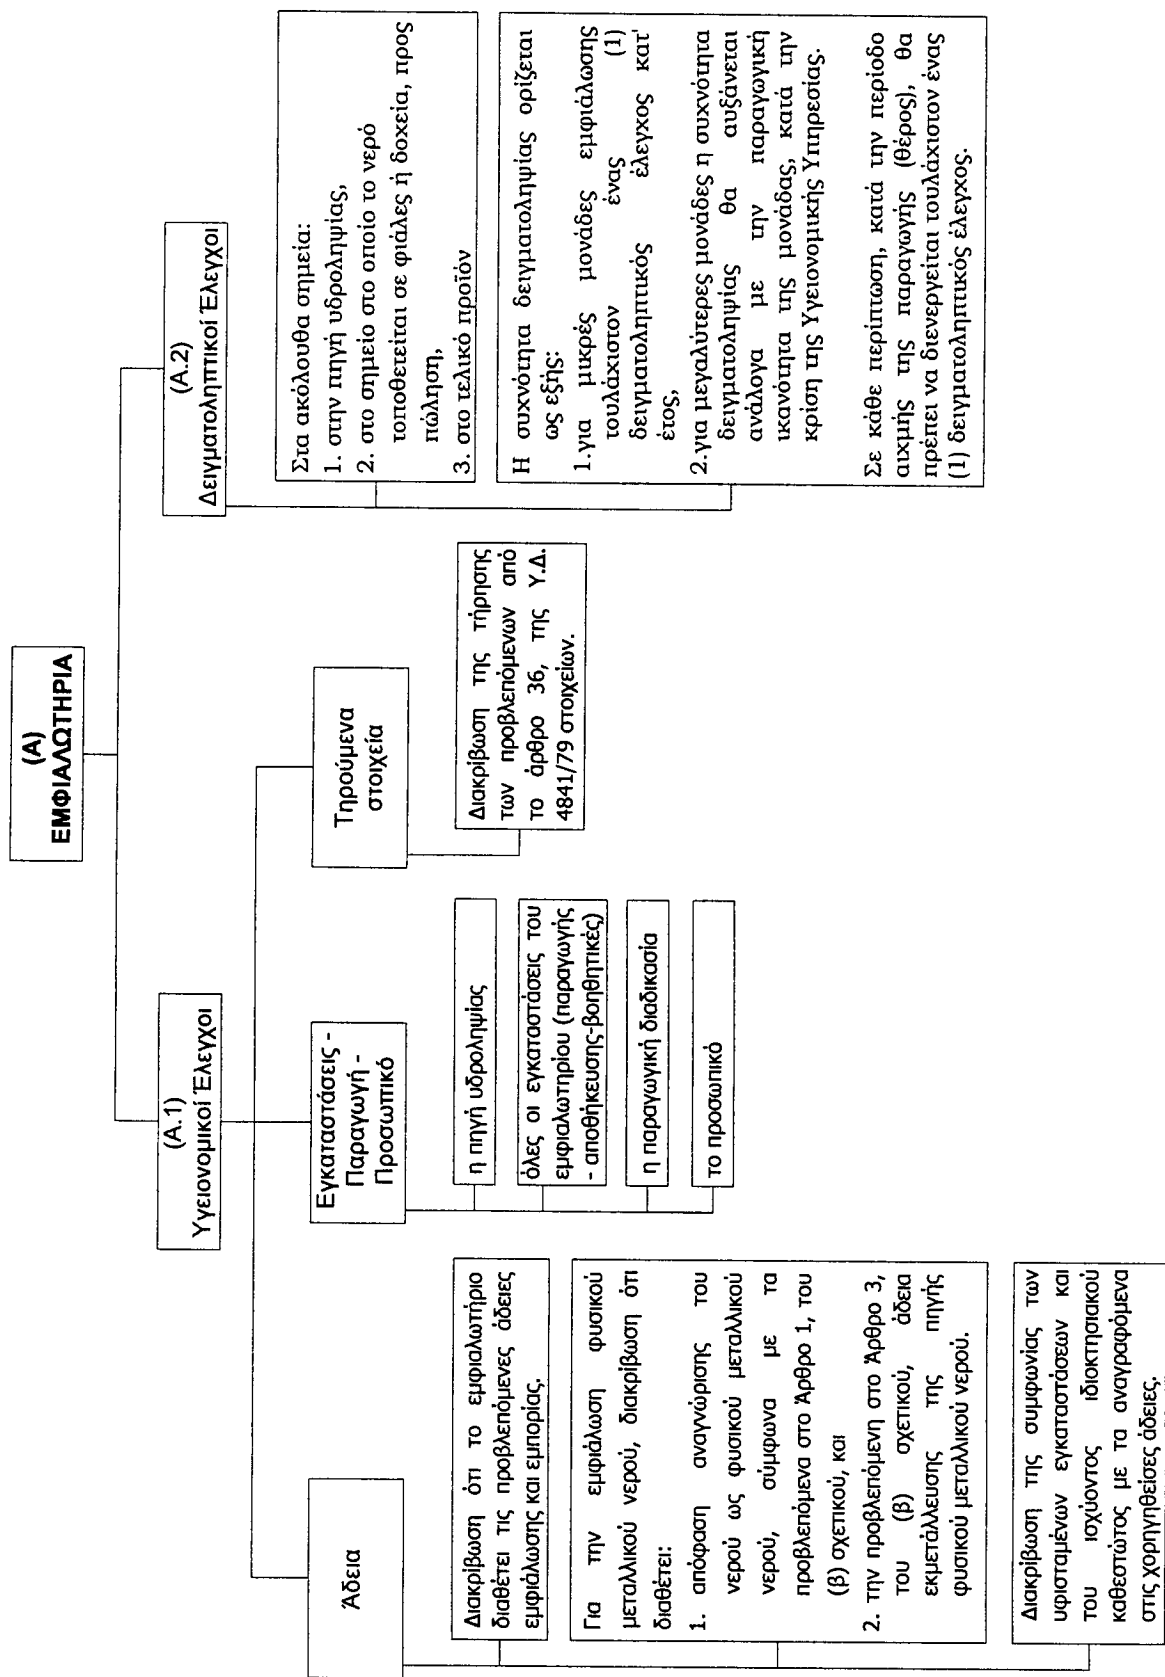 (Α)
ΕΜΦΙΑΛΩΤΗΡΙΑ
(Α.1)
Υγειονομικοί Έλεγχοι
Άδεια
Διακρίβωση ότι το εμφιαλωτήριο
διαθέτει τις προβλεπόμενες άδειες
εμφιάλωσης και εμπορίας.
Για την εμφιάλωση φυσικού
μεταλλικού νερού, διακρίβωση ότι
διαθέτει:
1. απόφαση αναγνώρισης του
νερού ως φυσικού μεταλλικού
νερού, σύμφωνα με τα
προβλεπόμενα στο Άρθρο 1, του
(β) σχετικού, και
2. την προβλεπόμενη στο Άρθρο 3,
του (β) σχετικού, άδεια
εκμετάλλευσης της πηγής
φυσικού μεταλλικού νερού.
Διακρίβωση της συμφωνίας των
υφισταμένων εγκαταστάσεων και
του ισχύοντος ιδιοκτησιακού
καθεστώτος με τα αναγραφόμενα
στις χορηγηθείσες άδειες.
Εγκαταστάσεις -
Παραγωγή -
Προσωπικό
η πηγή υδροληψίας
όλες οι εγκαταστάσεις του
εμφιαλωτηρίου (παραγωγής
- αποθήκευσης-βοηθητικές)
η παραγωγική διαδικασία
το προσωπικό
Τηρούμενα
στοιχεία
Διακρίβωση της τήρησης
των προβλεπόμενων από
το άρθρο 36, της Υ.Δ.
4841/79 στοιχείων.
(Α.2)
Δειγματοληπτικοί Έλεγχοι
Στα ακόλουθα σημεία:
1. στην πηγή υδροληψίας,
2. στο σημείο στο οποίο το νερό
τοποθετείται σε φιάλες ή δοχεία, προς
πώληση,
3. στο τελικό προϊόν
Η συχνότητα δειγματοληψίας ορίζεται
ως εξής:
1.για μικρές μονάδες εμφιάλωσης
τουλάχιστον ένας (1)
δειγματοληπτικός έλεγχος κατ'
έτος,
2.για μεγαλύτερες μονάδες η συχνότητα
δειγματοληψίας θα αυξάνεται
ανάλογα με την παραγωγική
ικανότητα της μονάδας, κατά την
κρίση της Υγειονομικής Υπηρεσίας.
Σε κάθε περίπτωση, κατά την περίοδο
αιχμής της παραγωγής (θέρος), θα
πρέπει να διενεργείται τουλάχιστον ένας
(1) δειγματοληπτικός έλεγχος.